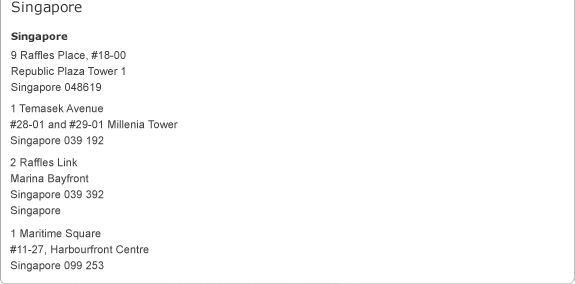 Singapore
Singapore
9 Raffles Place, #18-00
Republic Plaza Tower 1
Singapore 048619
1 Temasek Avenue
#28-01 and #29-01 Millenia Tower
Singapore 039 192
2 Raffles Link
Marina Bayfront
Singapore 039 392
Singapore
1 Maritime Square
#11-27, Harbourfront Centre
Singapore 099 253